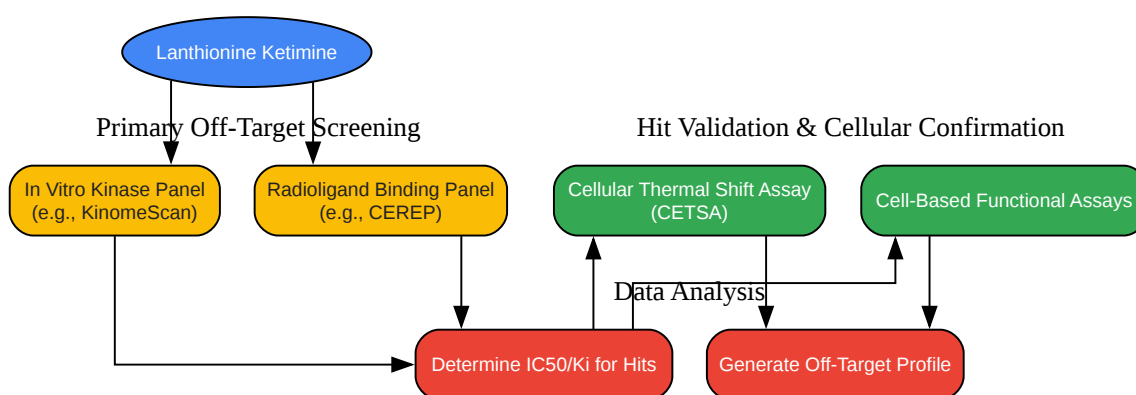 Lanthionine Ketimine
Primary Off-Target Screening
Hit Validation & Cellular Confirmation
In Vitro Kinase Panel
(e.g., KinomeScan)
Radioligand Binding Panel
(e.g., CEREP)
Cellular Thermal Shift Assay
(CETSA)
Cell-Based Functional Assays
Data Analysis
Determine IC50/Ki for Hits
Generate Off-Target Profile